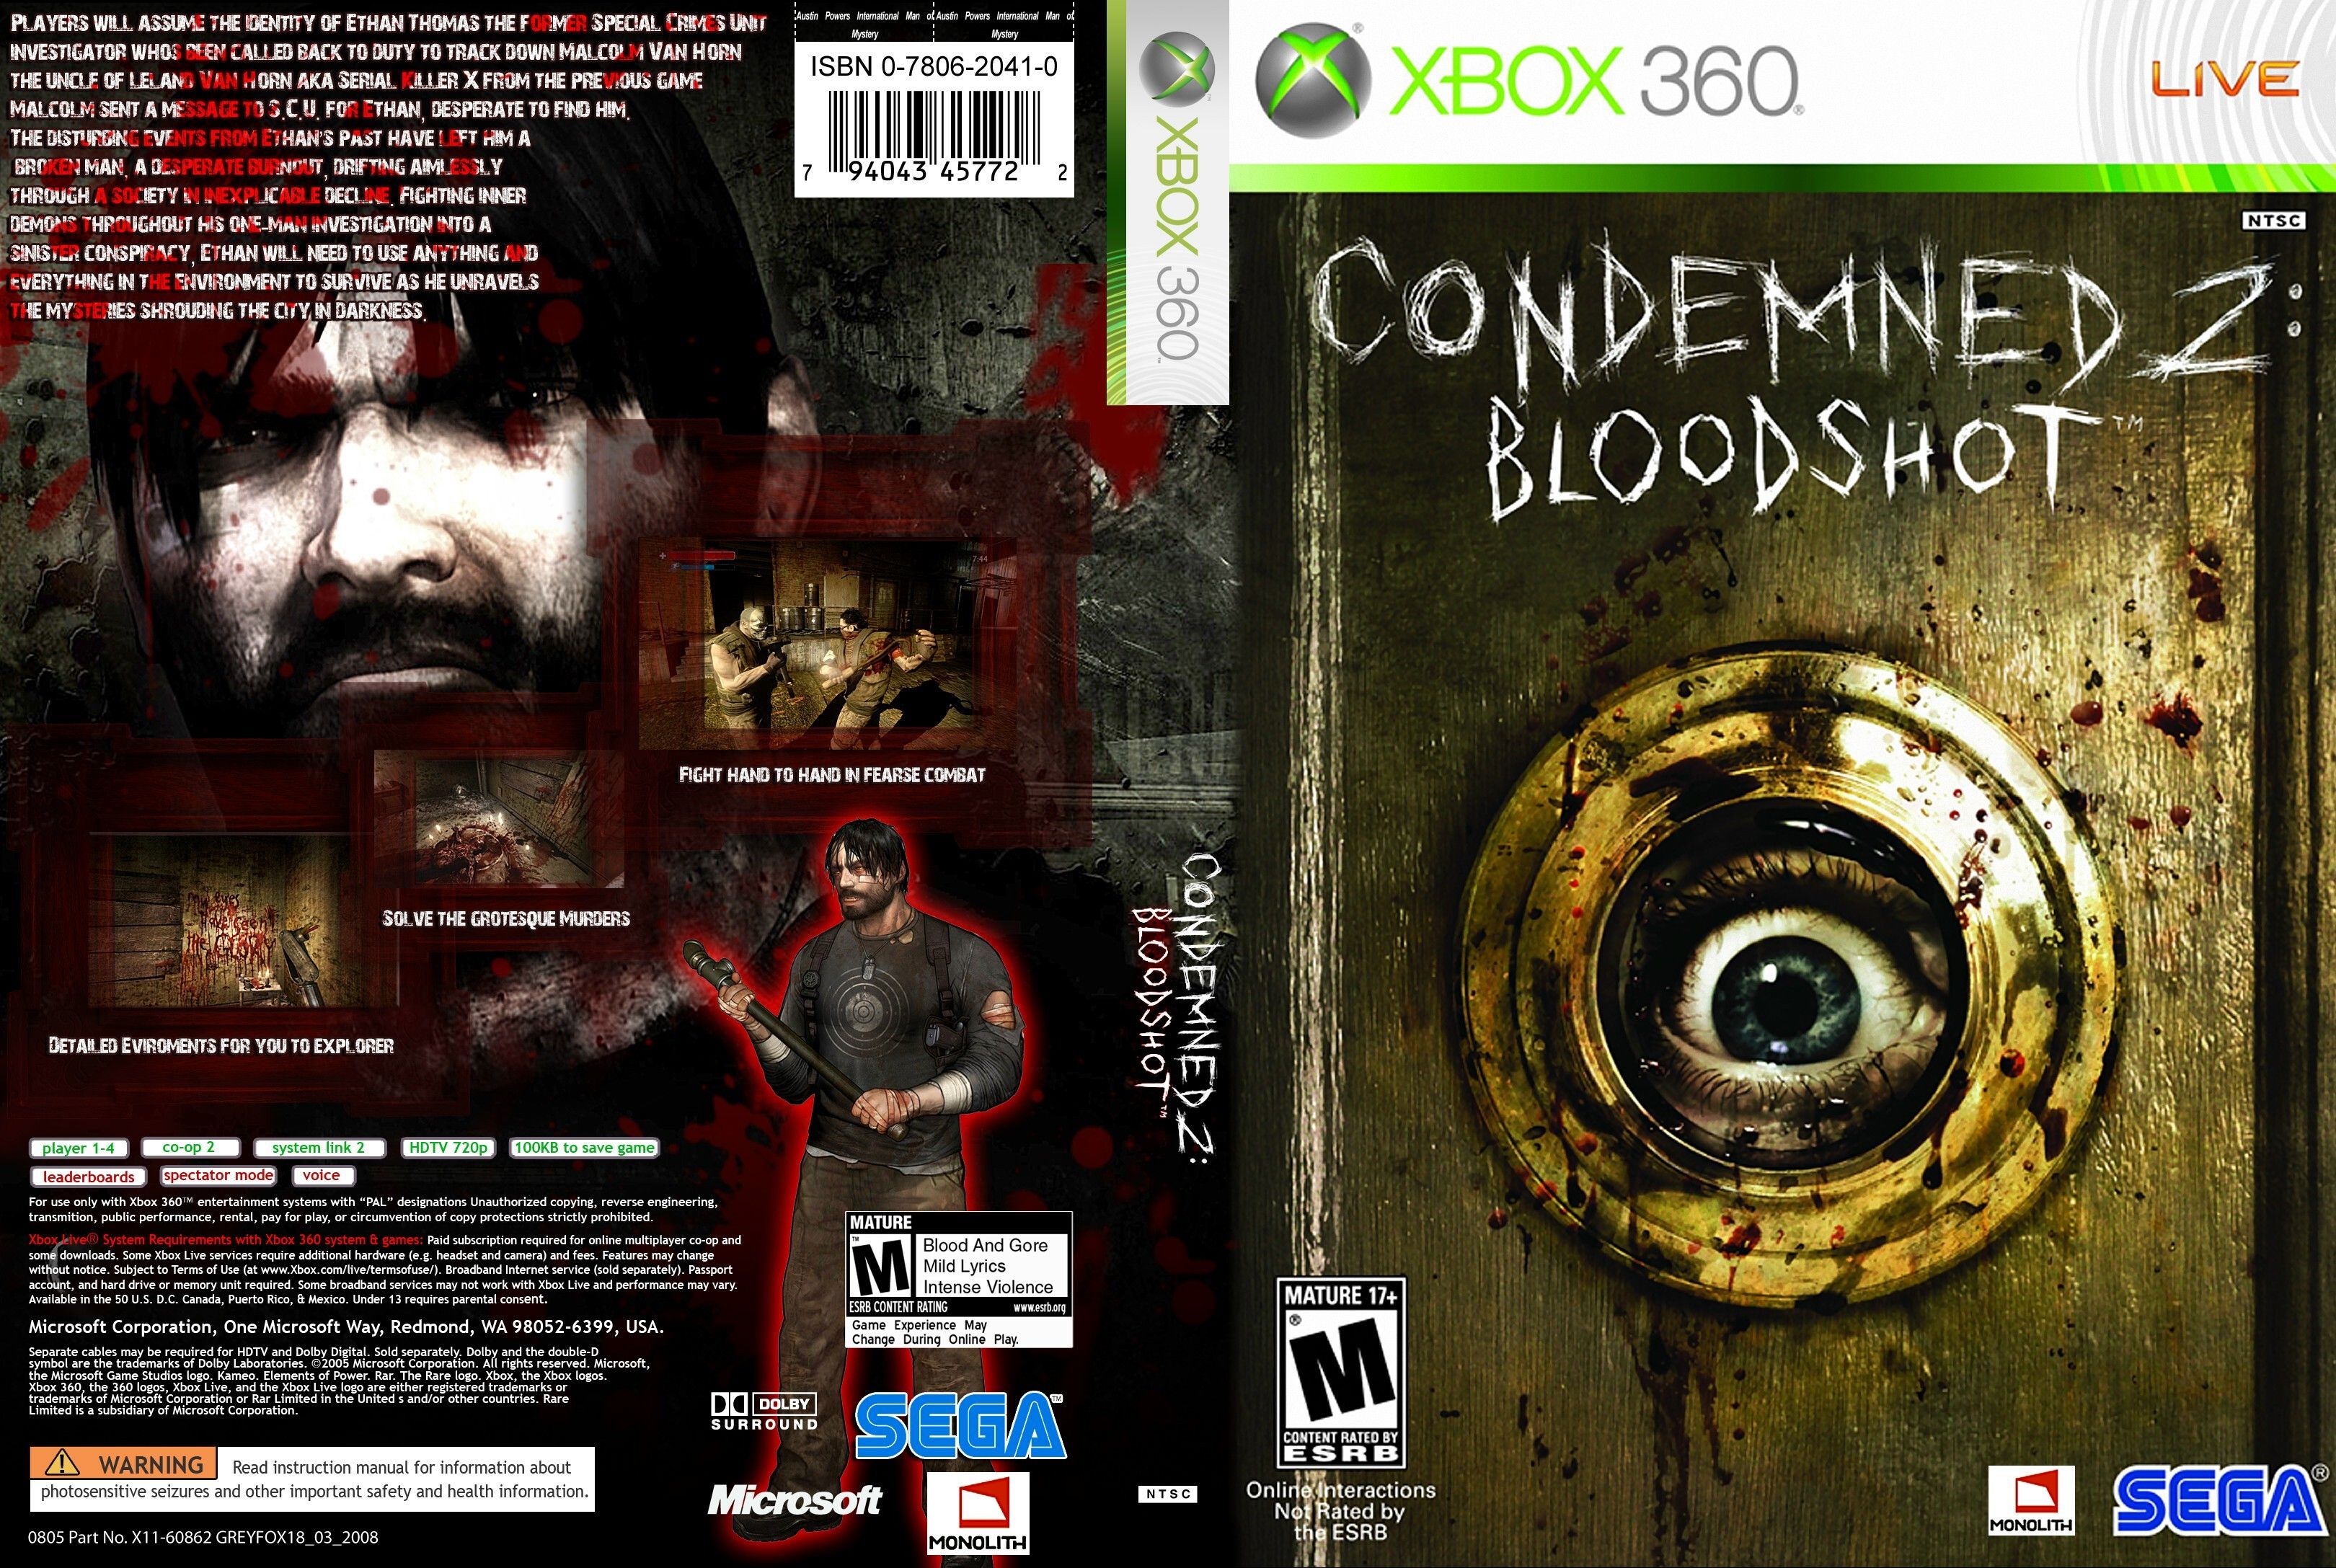 Players will assume the identity of Ethan Thomas the former Special Crimes Unit
investigator whos been called back to duty to track down Malcolm Van Horn
the uncle of Leland Van Horn aka Serial Killer X from the previous game
Malcolm sent a message to S.C.U. for Ethan, desperate to find him.
The disturbing events from Ethan's past have left him a
broken man, a desperate burnout, drifting aimlessly
through a society in inexplicable decline. Fighting inner
demons throughout his one-man investigation into a
sinister conspiracy, Ethan will need to use anything and
everything in the environment to survive as he unravels
the mysteries shrouding the city in darkness.
Austin Powers International Man of Austin Powers International Man of
Mystery Mystery
ISBN 0-7806-2041-0
7 94043 45772 2
Fight hand to hand in fearse combat
Solve the grotesque murders
my eyes
have seen
the GLORY
Detailed Eviroments for you to explorer
player 1-4 co-op 2 system link 2 HDTV 720p 100KB to save game
leaderboards spectator mode voice
For use only with Xbox 360™ entertainment systems with “PAL” designations Unauthorized copying, reverse engineering,
transmition, public performance, rental, pay for play, or circumvention of copy protections strictly prohibited.
Xbox Live® System Requirements with Xbox 360 system & games: Paid subscription required for online multiplayer co-op and
some downloads. Some Xbox Live services require additional hardware (e.g. headset and camera) and fees. Features may change
without notice. Subject to Terms of Use (at www.Xbox.com/live/termsofuse/). Broadband Internet service (sold separately). Passport
account, and hard drive or memory unit required. Some broadband services may not work with Xbox Live and performance may vary.
Available in the 50 U.S. D.C. Canada, Puerto Rico, & Mexico. Under 13 requires parental consent.
Microsoft Corporation, One Microsoft Way, Redmond, WA 98052-6399, USA.
Separate cables may be required for HDTV and Dolby Digital. Sold separately. Dolby and the double-D
symbol are the trademarks of Dolby Laboratories. ©2005 Microsoft Corporation. All rights reserved. Microsoft,
the Microsoft Game Studios logo. Kameo. Elements of Power. Rar. The Rare logo. Xbox, the Xbox logos.
Xbox 360, the 360 logos, Xbox Live, and the Xbox Live logo are either registered trademarks or
trademarks of Microsoft Corporation or Rar Limited in the United s and/or other countries. Rare
Limited is a subsidiary of Microsoft Corporation.
WARNING Read instruction manual for information about
photosensitive seizures and other important safety and health information.
0805 Part No. X11-60862 GREYFOX18_03_2008
MATURE
M
Blood And Gore
Mild Lyrics
Intense Violence
ESRB CONTENT RATING www.esrb.org
Game Experience May
Change During Online Play.
DOLBY
SURROUND
SEGA™
Microsoft
MONOLITH
XBOX 360™
CONDEMNED 2:
BLOODSHOT™
NTSC
XBOX 360®
LIVE
NTSC
CONDEMNED 2:
BLOODSHOT™
MATURE 17+
M®
CONTENT RATED BY
ESRB
Online Interactions
Not Rated by
the ESRB
MONOLITH
SEGA®